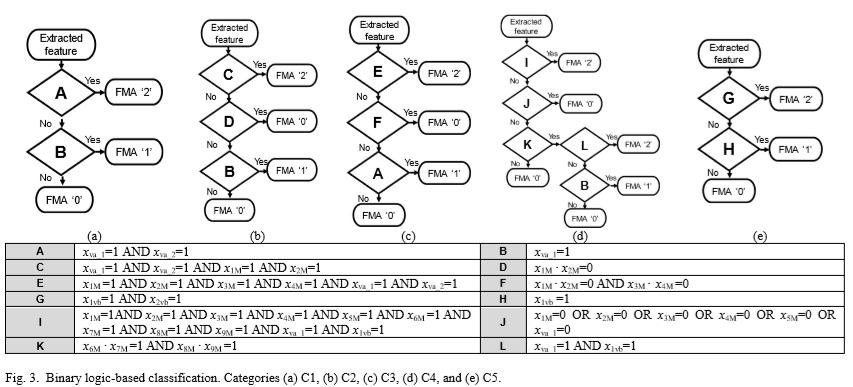 Extracted
feature
A
Yes
FMA ‘2’
No
B
Yes
FMA ‘1’
No
FMA ‘0’
(a)
Extracted
feature
C
Yes
FMA ‘2’
No
D
Yes
FMA ‘0’
No
B
Yes
FMA ‘1’
No
FMA ‘0’
(b)
Extracted
feature
E
Yes
FMA ‘2’
No
F
Yes
FMA ‘0’
No
A
Yes
FMA ‘1’
No
FMA ‘0’
(c)
Extracted
feature
I
Yes
FMA ‘2’
No
J
Yes
FMA ‘0’
No
K
Yes
L
Yes
FMA ‘2’
No
No
FMA ‘0’
B
Yes
FMA ‘1’
No
FMA ‘0’
(d)
Extracted
feature
G
Yes
FMA ‘2’
No
H
Yes
FMA ‘1’
No
FMA ‘0’
(e)
A xva_1=1 AND xva_2=1 B xva_1=1
C xva_1=1 AND xva_2=1 AND x1M=1 AND x2M=1 D x1M · x2M=0
E x1M=1 AND x2M=1 AND x3M=1 AND x4M=1 AND xva_1=1 AND xva_2=1 F x1M · x2M=0 AND x3M · x4M=0
G x1vb=1 AND x2vb=1 H x1vb =1
I x1M=1AND x2M=1 AND x3M=1 AND x4M=1 AND x5M=1 AND x6M=1 AND
x7M=1 AND x8M=1 AND x9M=1 AND xva_1=1 AND x1vb=1
J x1M=0 OR x2M=0 OR x3M=0 OR x4M=0 OR x5M=0 OR
xva_1=0
K x6M · x7M=1 AND x8M · x9M =1 L xva_1=1 AND x1vb=1
Fig. 3. Binary logic-based classification. Categories (a) C1, (b) C2, (c) C3, (d) C4, and (e) C5.